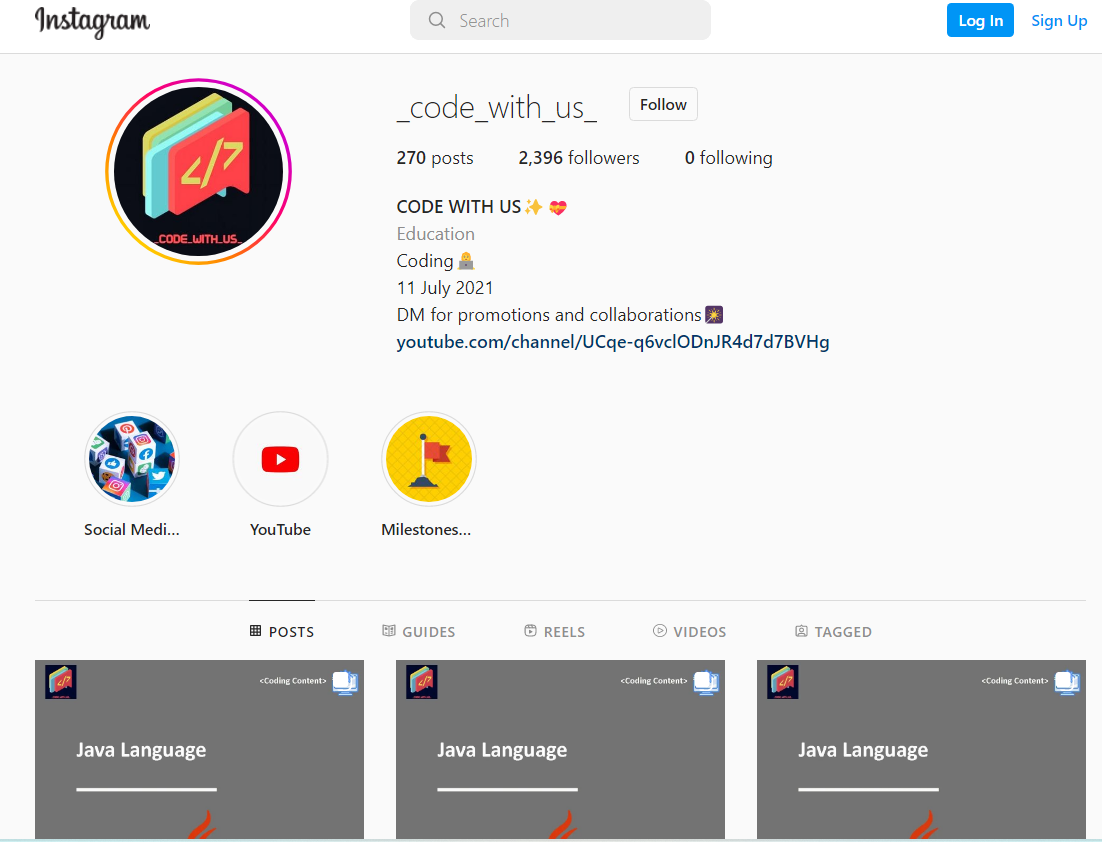 Instagram
Search
Log In
Sign Up
_CODE_WITH_US_
_code_with_us_
Follow
270 posts
2,396 followers
0 following
CODE WITH US✨ 💝
Education
Coding 🧑‍💻
11 July 2021
DM for promotions and collaborations🎆
youtube.com/channel/UCqe-q6vclODnJR4d7d7BVHg
Social Medi...
YouTube
Milestones...
POSTS
GUIDES
REELS
VIDEOS
TAGGED
<Coding Content>
Java Language
<Coding Content>
Java Language
<Coding Content>
Java Language